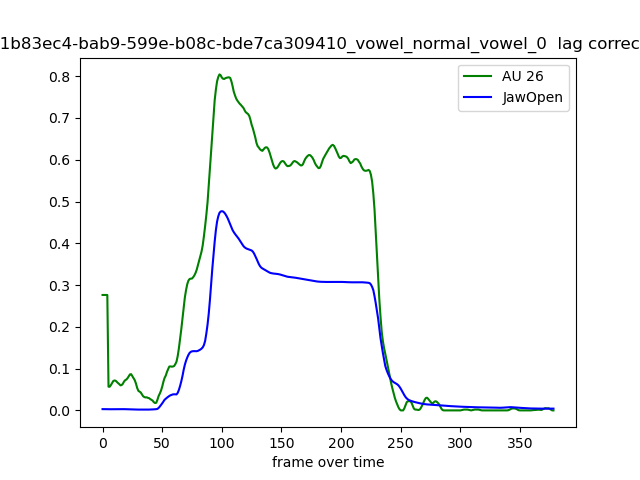 1b83ec4-bab9-599e-b08c-bde7ca309410_vowel_normal_vowel_0  lag correc
AU 26
JawOpen
0.8
0.7
0.6
0.5
0.4
0.3
0.2
0.1
0.0
0 50 100 150 200 250 300 350
frame over time